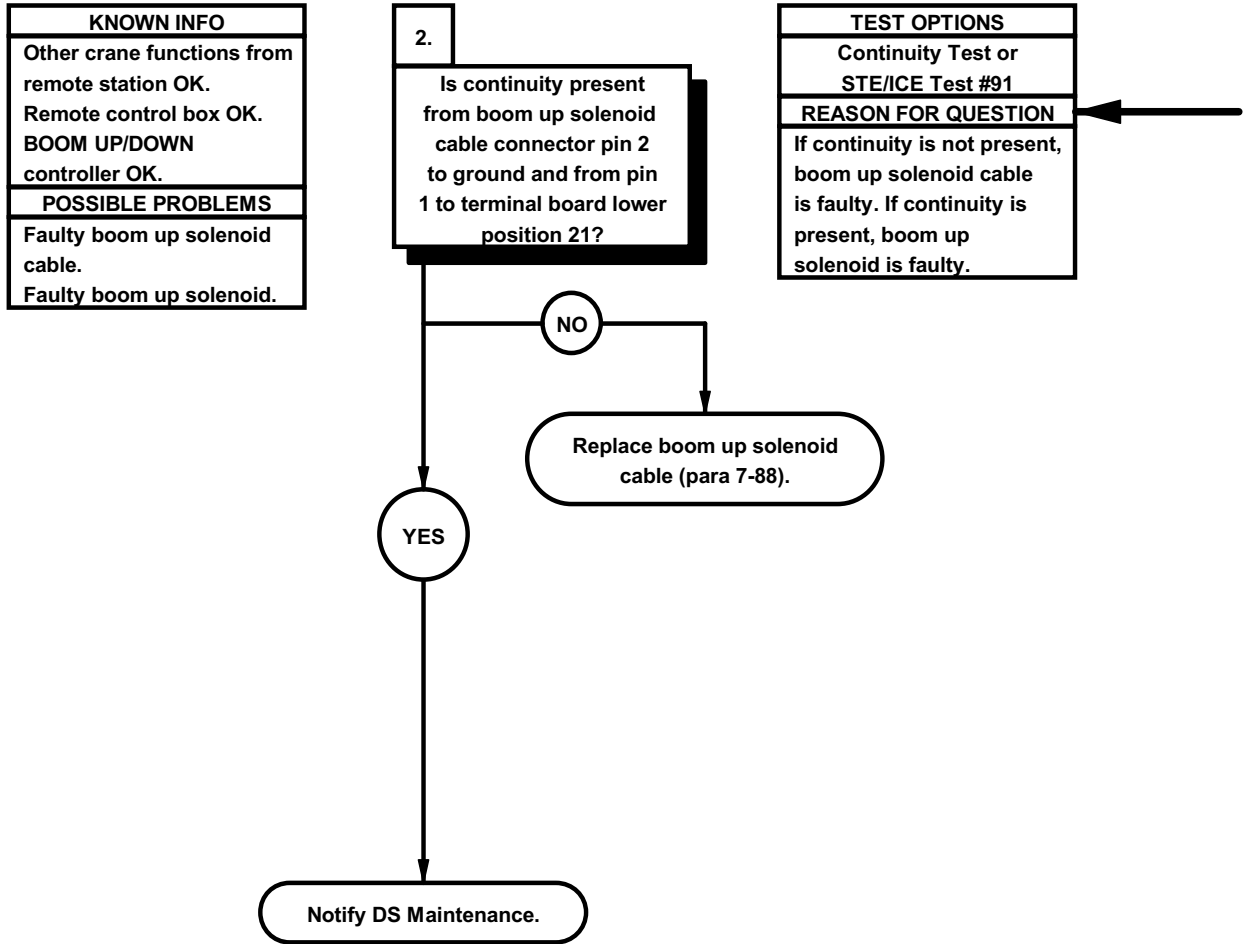 KNOWN INFO
Other crane functions from
remote station OK.
Remote control box OK.
BOOM UP/DOWN
controller OK.
POSSIBLE PROBLEMS
Faulty boom up solenoid
cable.
Faulty boom up solenoid.
2.
Is continuity present
from boom up solenoid
cable connector pin 2
to ground and from pin
1 to terminal board lower
position 21?
TEST OPTIONS
Continuity Test or
STE/ICE Test #91
REASON FOR QUESTION
If continuity is not present,
boom up solenoid cable
is faulty. If continuity is
present, boom up
solenoid is faulty.
NO
Replace boom up solenoid
cable (para 7-88).
YES
Notify DS Maintenance.